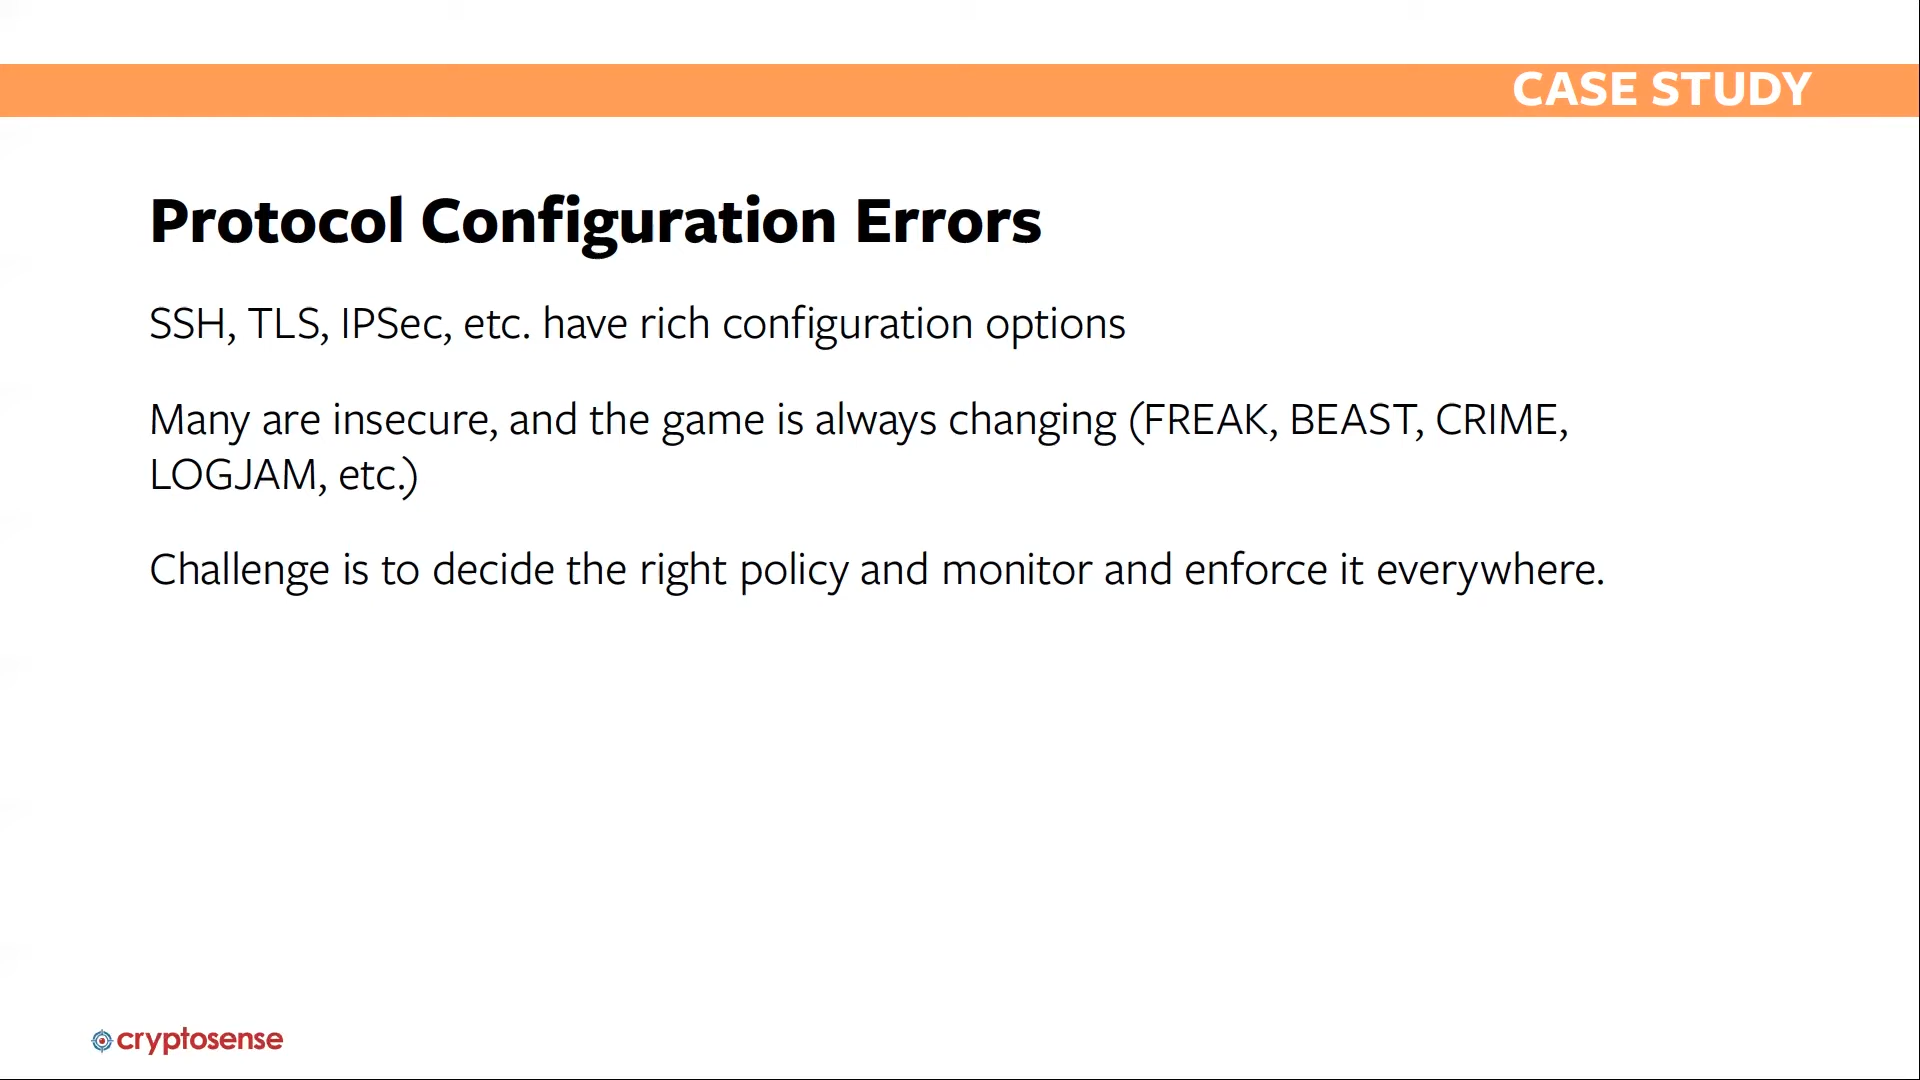 CASE STUDY
Protocol Configuration Errors
SSH, TLS, IPSec, etc. have rich configuration options
Many are insecure, and the game is always changing (FREAK, BEAST, CRIME,
LOGJAM, etc.)
Challenge is to decide the right policy and monitor and enforce it everywhere.
cryptosense